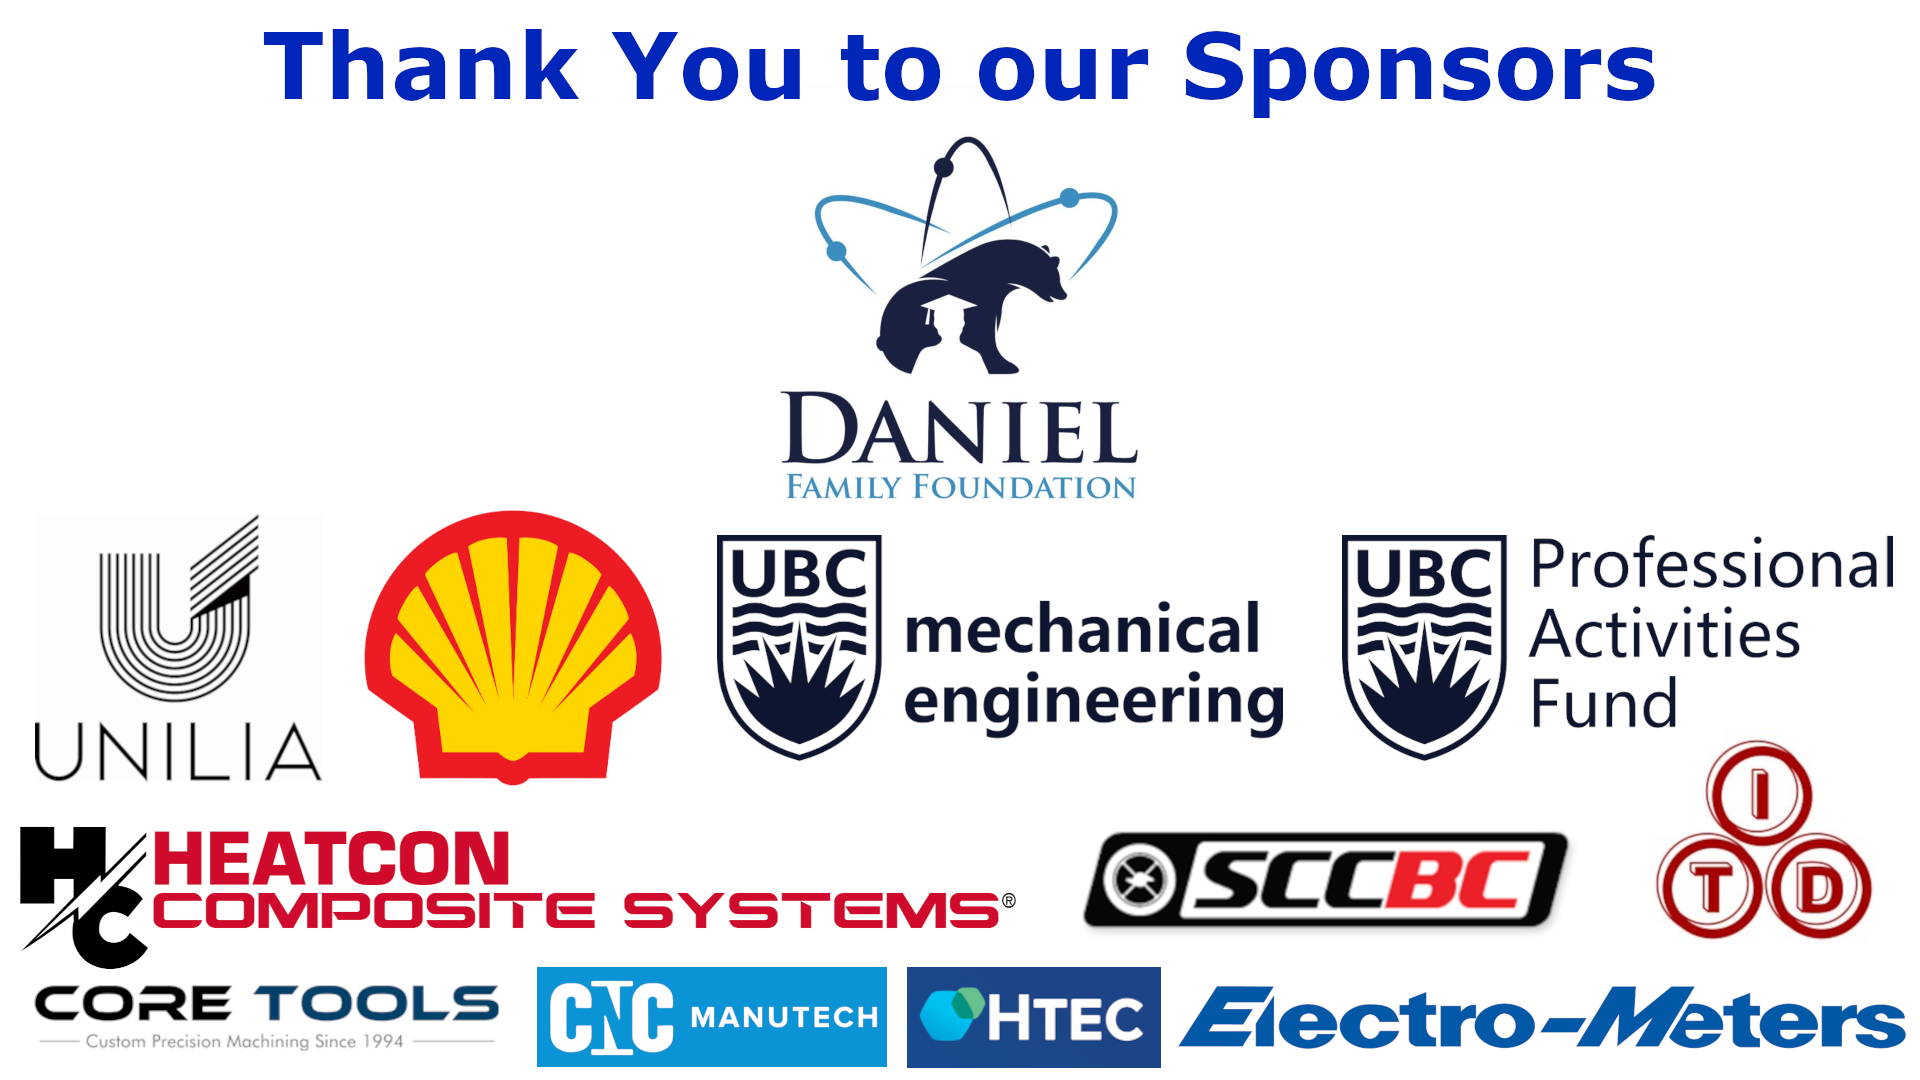 Thank You to our Sponsors
DANIEL
FAMILY FOUNDATION
UNILIA
UBC
mechanical
engineering
UBC
Professional
Activities
Fund
HC
HEATCON
COMPOSITE SYSTEMS®
SCCBC
I
T D
CORE TOOLS
Custom Precision Machining Since 1994
CNC MANUTECH
HTEC
Electro-Meters